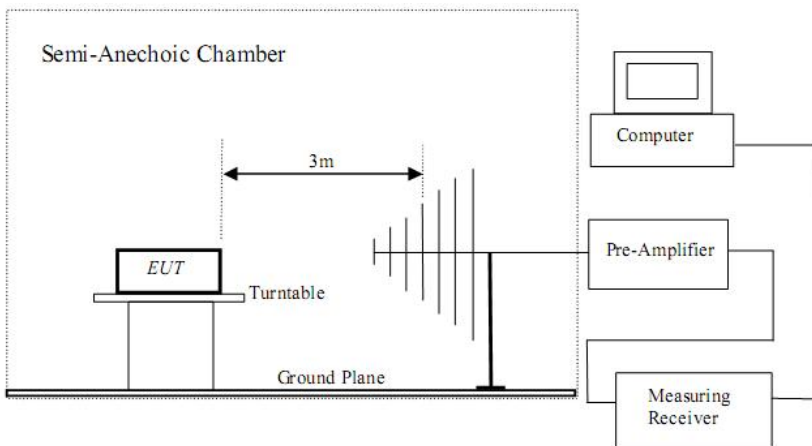 Semi-Anechoic Chamber
Computer
3m
Pre-Amplifier
EUT
Turntable
Ground Plane
Measuring
Receiver